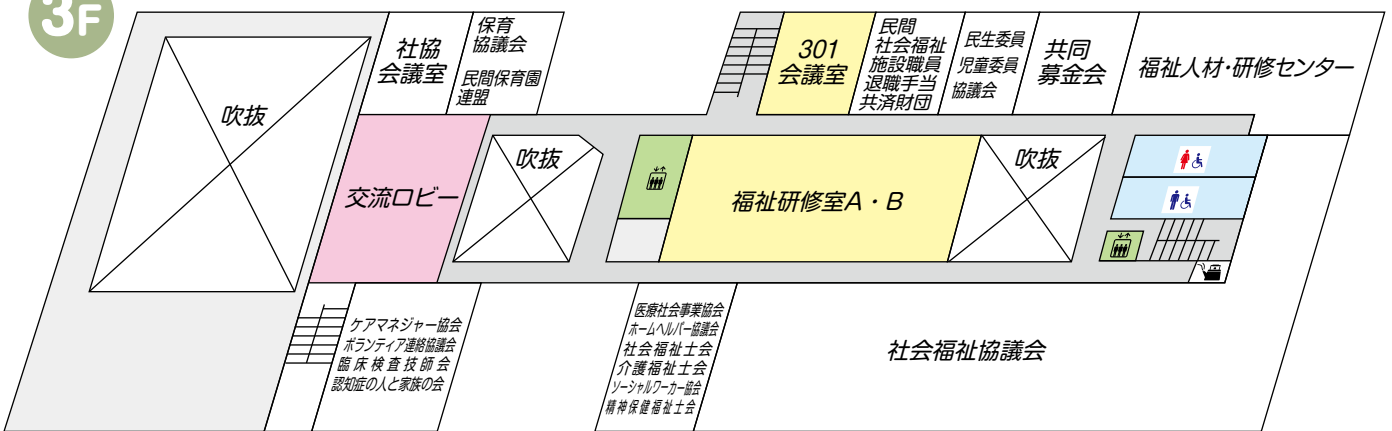 3F
社協
会議室
保育
協議会
民間保育園
連盟
301
会議室
民間
社会福祉
施設職員
退職手当
共済財団
民生委員
児童委員
協議会
共同
募金会
福祉人材・研修センター
吹抜
交流ロビー
吹抜
福祉研修室A・B
吹抜
ケアマネジャー協会
ボランティア連絡協議会
臨床検査技師会
認知症の人と家族の会
医療社会事業協会
ホームヘルパー協議会
社会福祉士会
介護福祉士会
ソーシャルワーカー協会
精神保健福祉士会
社会福祉協議会